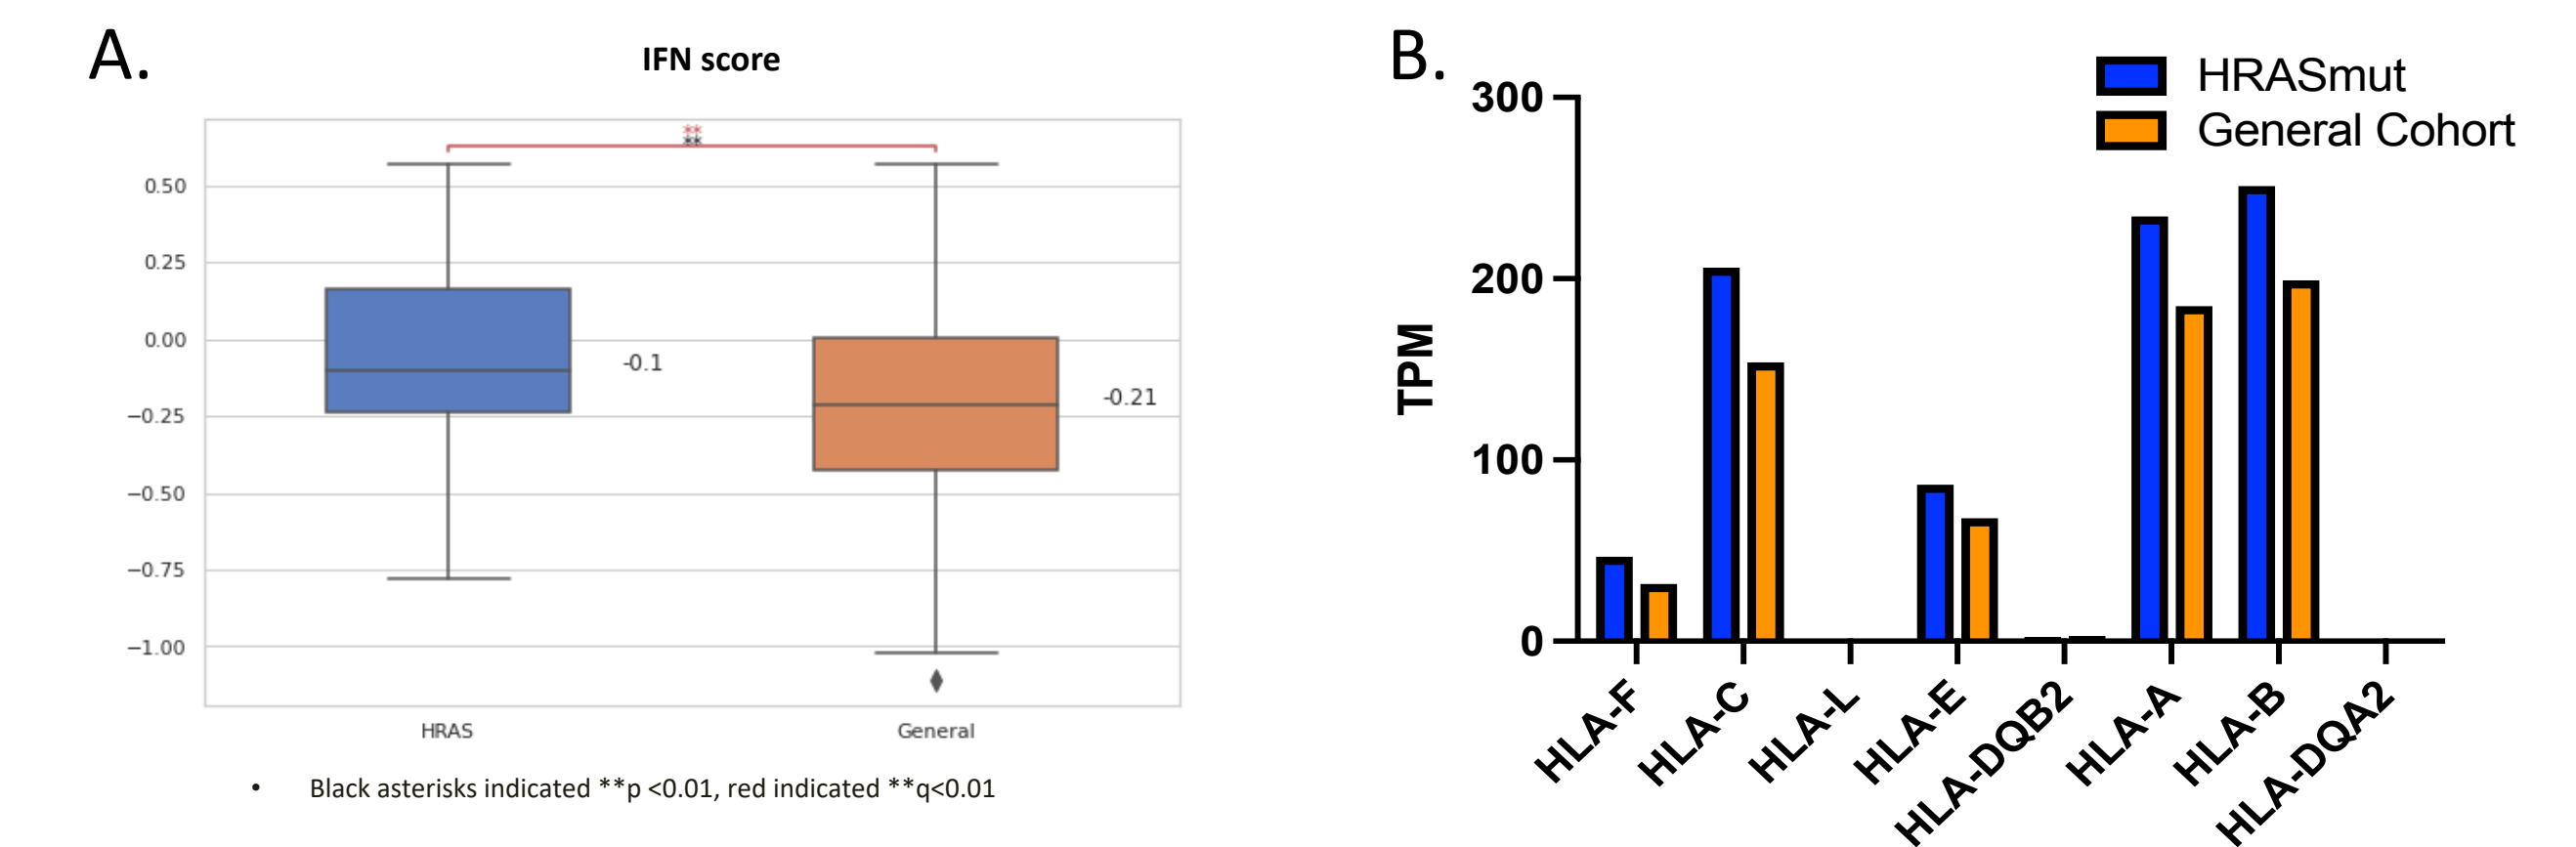 A.
IFN score
**
**
0.50
0.25
0.00
−0.25
−0.50
−0.75
−1.00
-0.1
-0.21
HRAS
General
• Black asterisks indicated **p <0.01, red indicated **q<0.01
B.
HRASmut
General Cohort
300
200
100
0
TPM
HLA-F
HLA-C
HLA-L
HLA-E
HLA-DQB2
HLA-A
HLA-B
HLA-DQA2